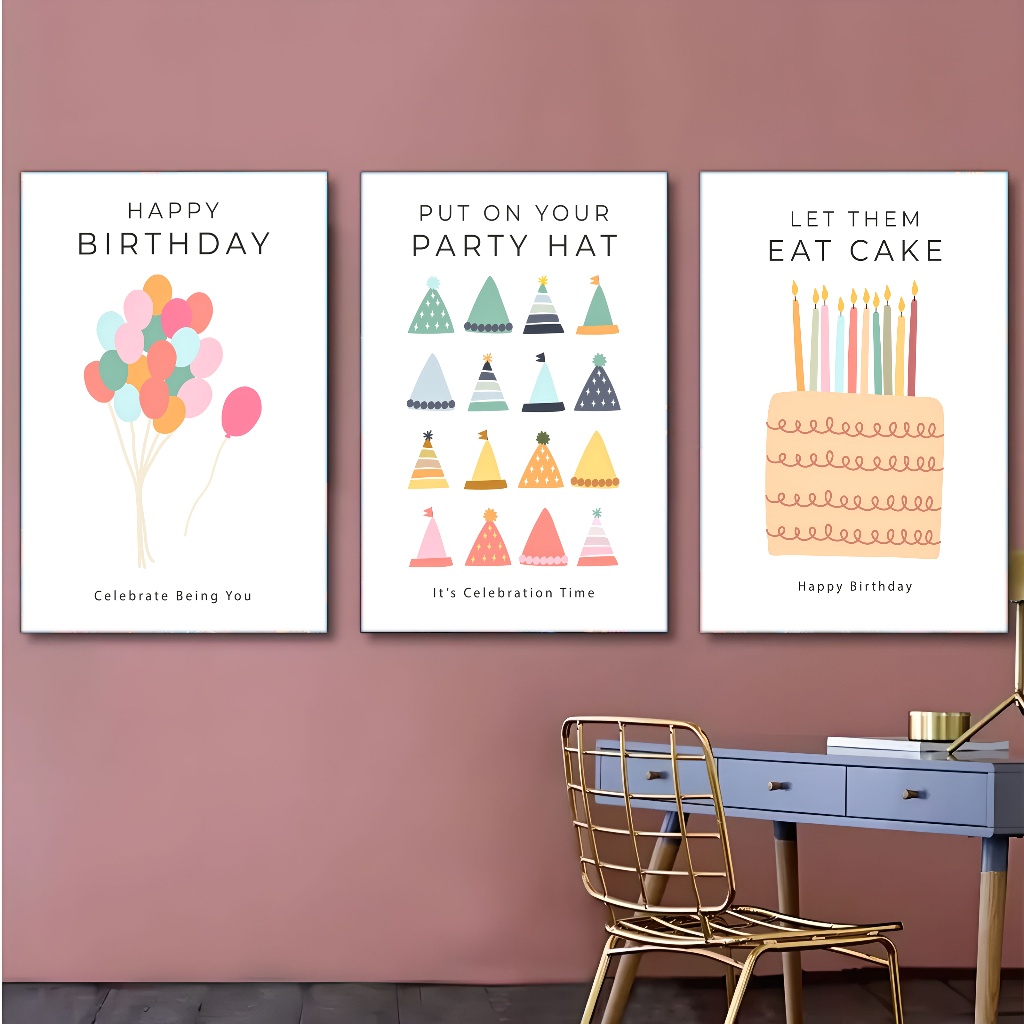 HAPPY
BIRTHDAY
Celebrate Being You
PUT ON YOUR
PARTY HAT
It's Celebration Time
LET THEM
EAT CAKE
Happy Birthday